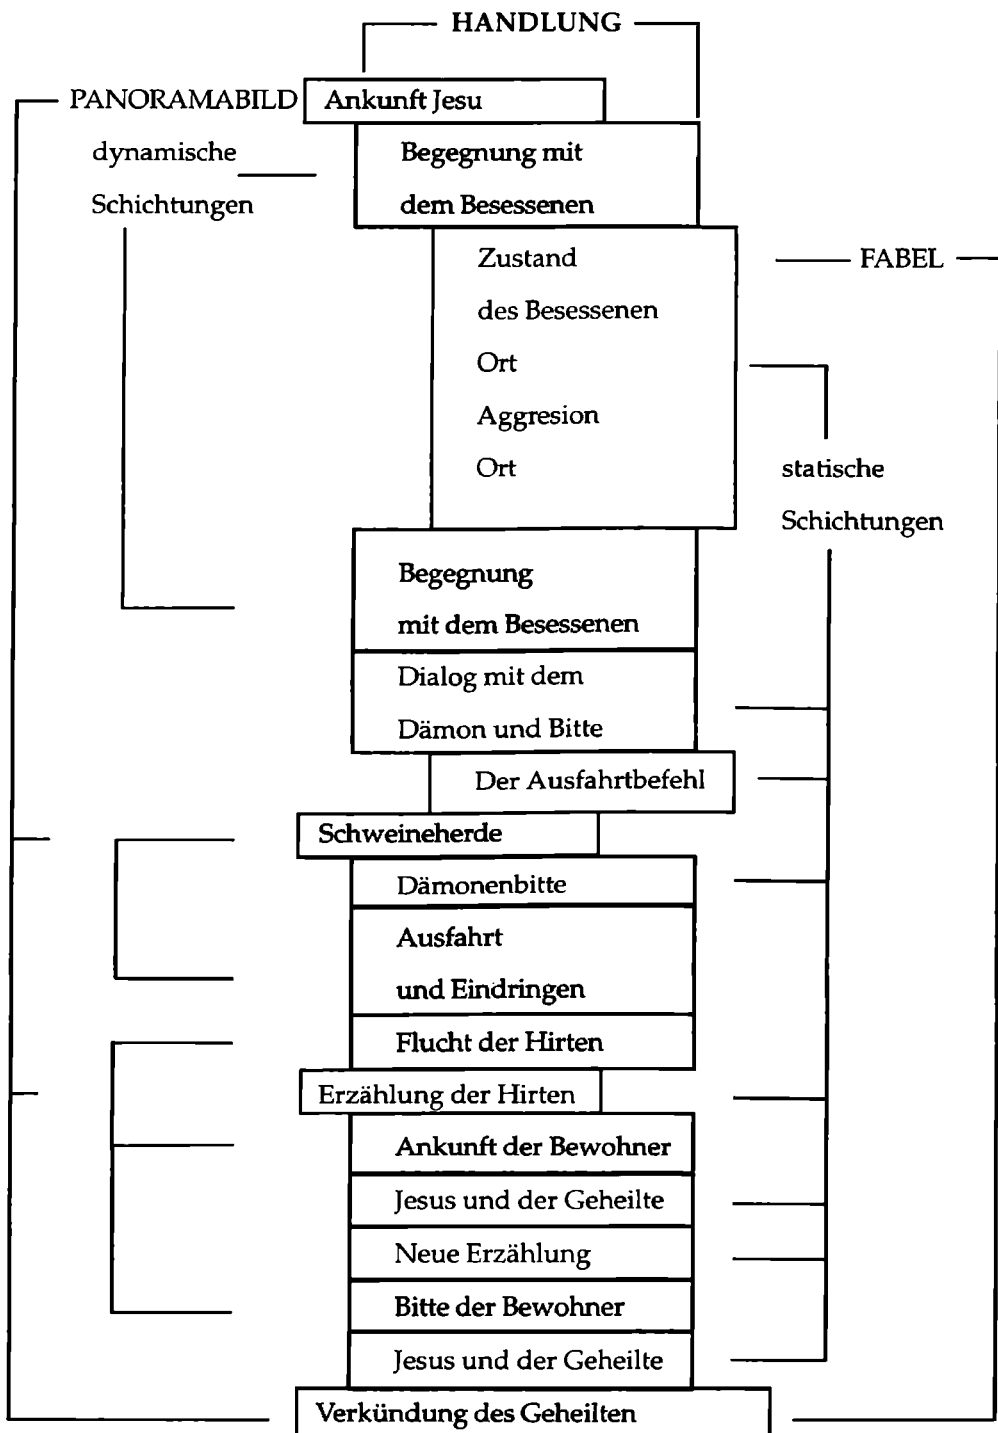 HANDLUNG
PANORAMABILD
Ankunft Jesu
dynamische
Schichtungen
Begegnung mit
dem Besessenen
Zustand
des Besessenen
Ort
Aggresion
Ort
FABEL
statische
Schichtungen
Begegnung
mit dem Besessenen
Dialog mit dem
Dämon und Bitte
Der Ausfahrtbefehl
Schweineherde
Dämonenbitte
Ausfahrt
und Eindringen
Flucht der Hirten
Erzählung der Hirten
Ankunft der Bewohner
Jesus und der Geheilte
Neue Erzählung
Bitte der Bewohner
Jesus und der Geheilte
Verkündung des Geheilten